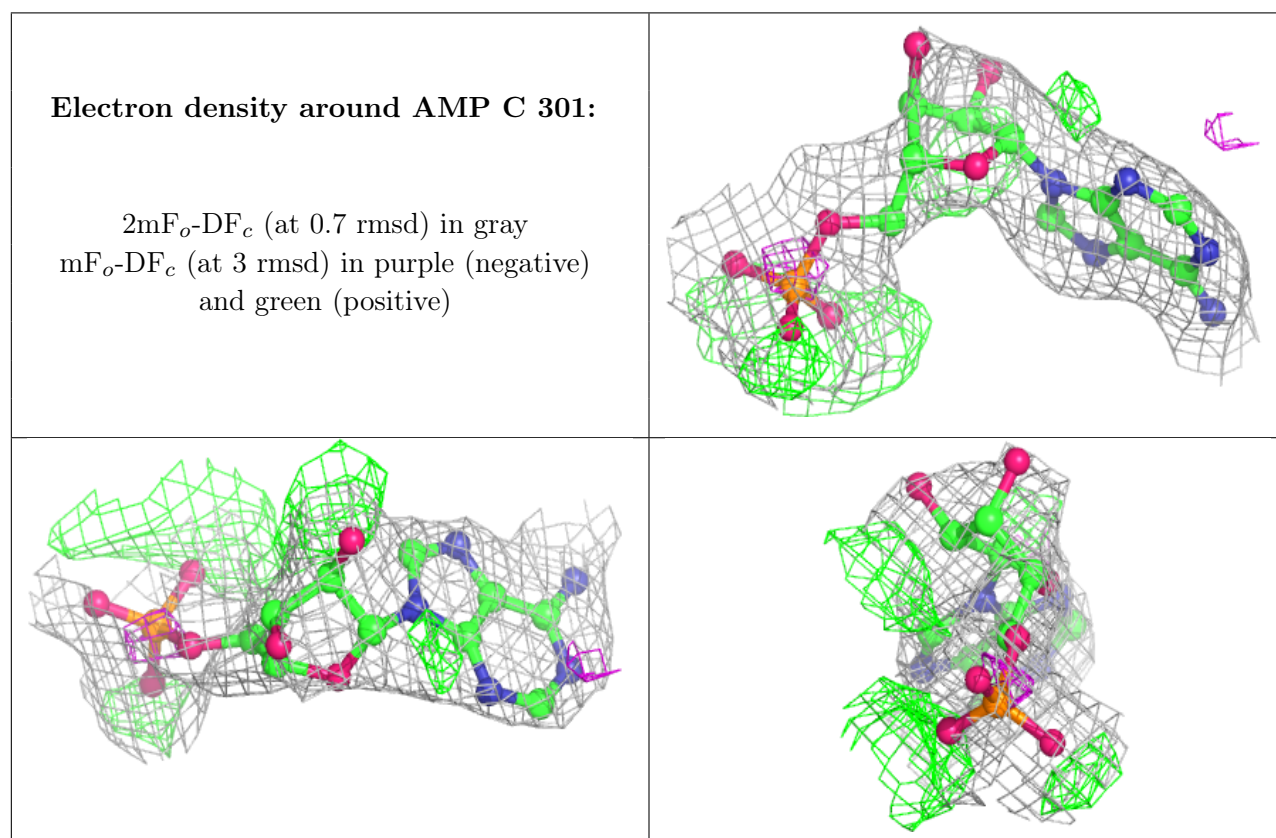 Electron density around AMP C 301:
2mFo-DFc (at 0.7 rmsd) in gray
mFo-DFc (at 3 rmsd) in purple (negative)
and green (positive)